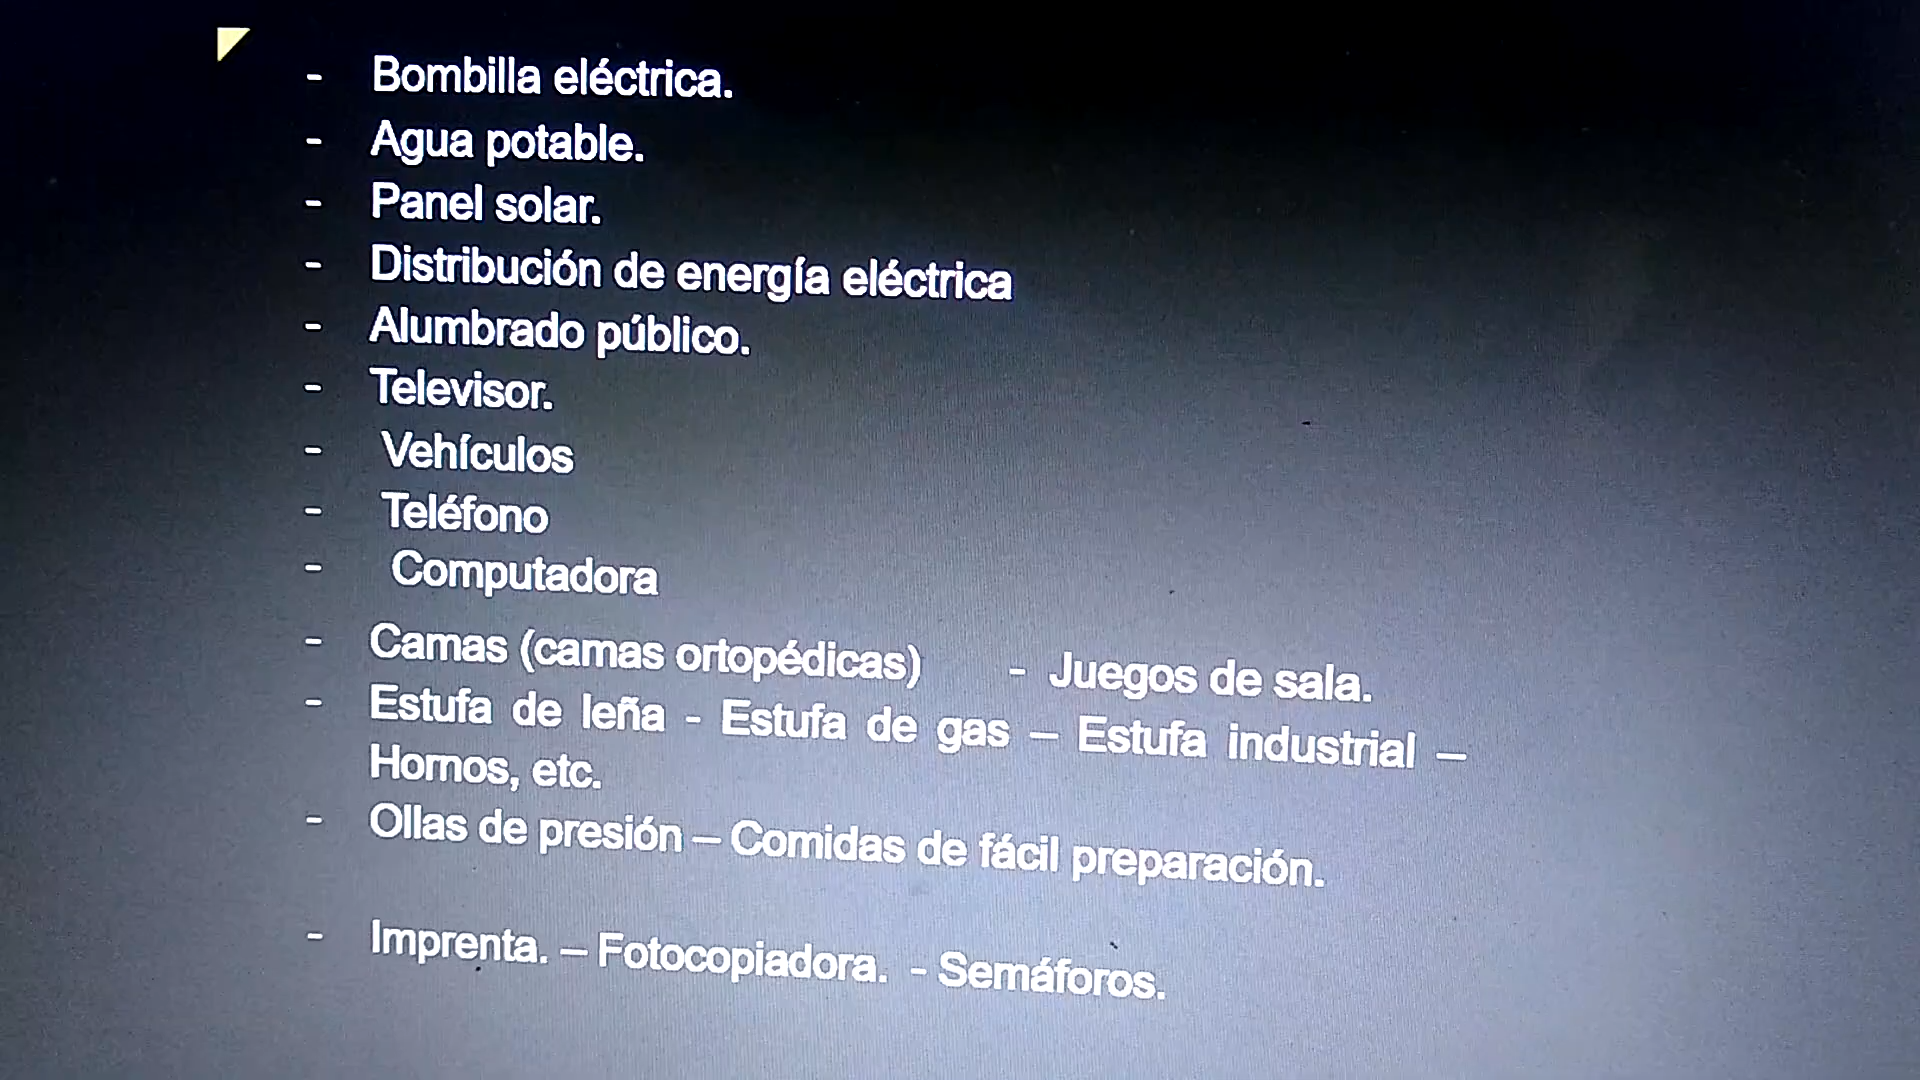 - Bombilla eléctrica.
- Agua potable.
- Panel solar.
- Distribución de energía eléctrica
- Alumbrado público.
- Televisor.
- Vehículos
- Teléfono
- Computadora
- Camas (camas ortopédicas) - Juegos de sala.
- Estufa de leña - Estufa de gas – Estufa industrial –
Hornos, etc.
- Ollas de presión – Comidas de fácil preparación.
- Imprenta. – Fotocopiadora. - Semáforos.